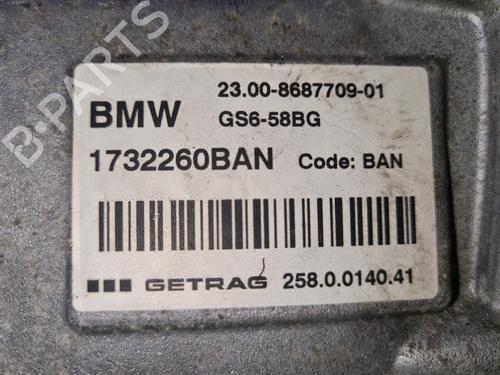 B-PARTS
23.00-8687709-01
BMW GS6-58BG
1732260BAN Code: BAN
GETRAG 258.0.0140.41